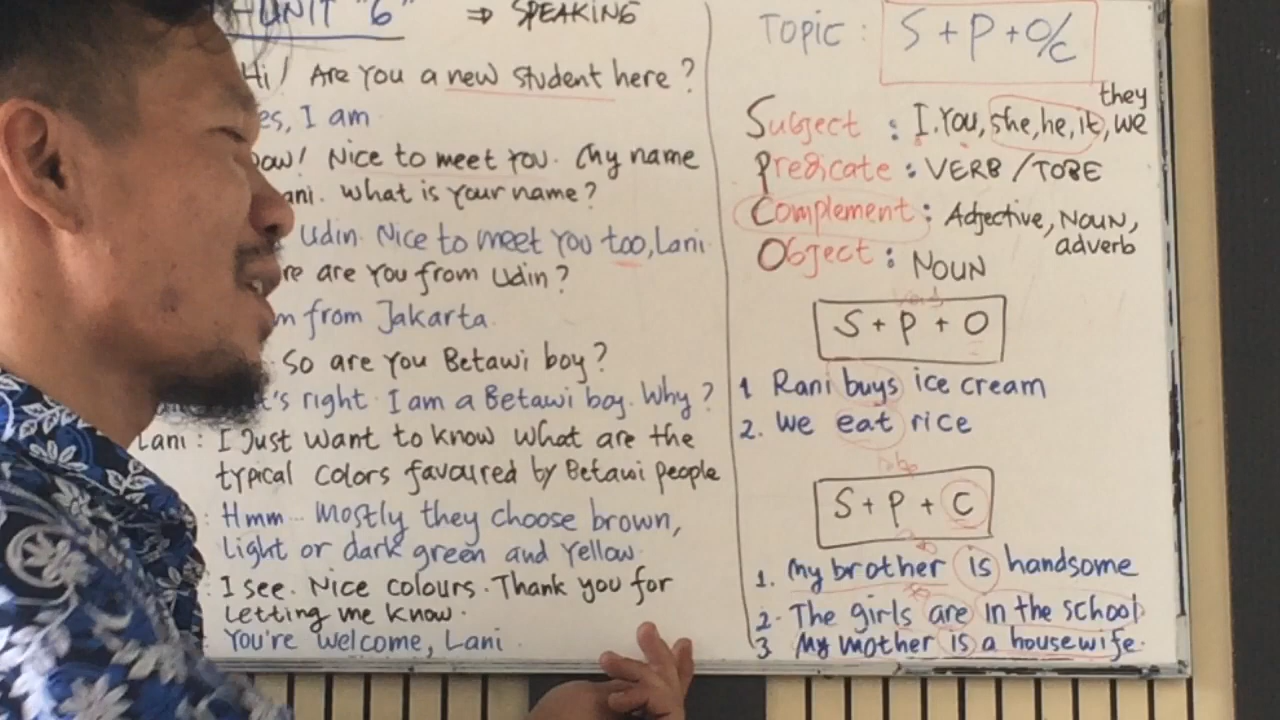 UNIT "6" ⇒ SPEAKING
Hi! Are you a new student here?
es, I am
ow! Nice to meet you. My name
ani. What is your name?
Udin. Nice to meet you too, Lani
re are you from Udin?
m from Jakarta.
So are you Betawi boy?
t's right. I am a Betawi boy. Why?
Lani: I Just want to know what are the
typical colors favoured by Betawi people
: Hmm... Mostly they choose brown,
Light or dark green and Yellow.
: I see. Nice colours. Thank you for
Letting me know.
: You're welcome, Lani.
Topic: S + P + O/C
they
Subject : I. You, she, he, it, we
Predicate : VERB / TOBE
Complement : Adjective, Noun,
adverb
Object : Noun
S + P + O
1 Rani buys ice cream
2. We eat rice
S + P + C
1. My brother is handsome
2. The girls are in the school
3 My mother is a housewife.